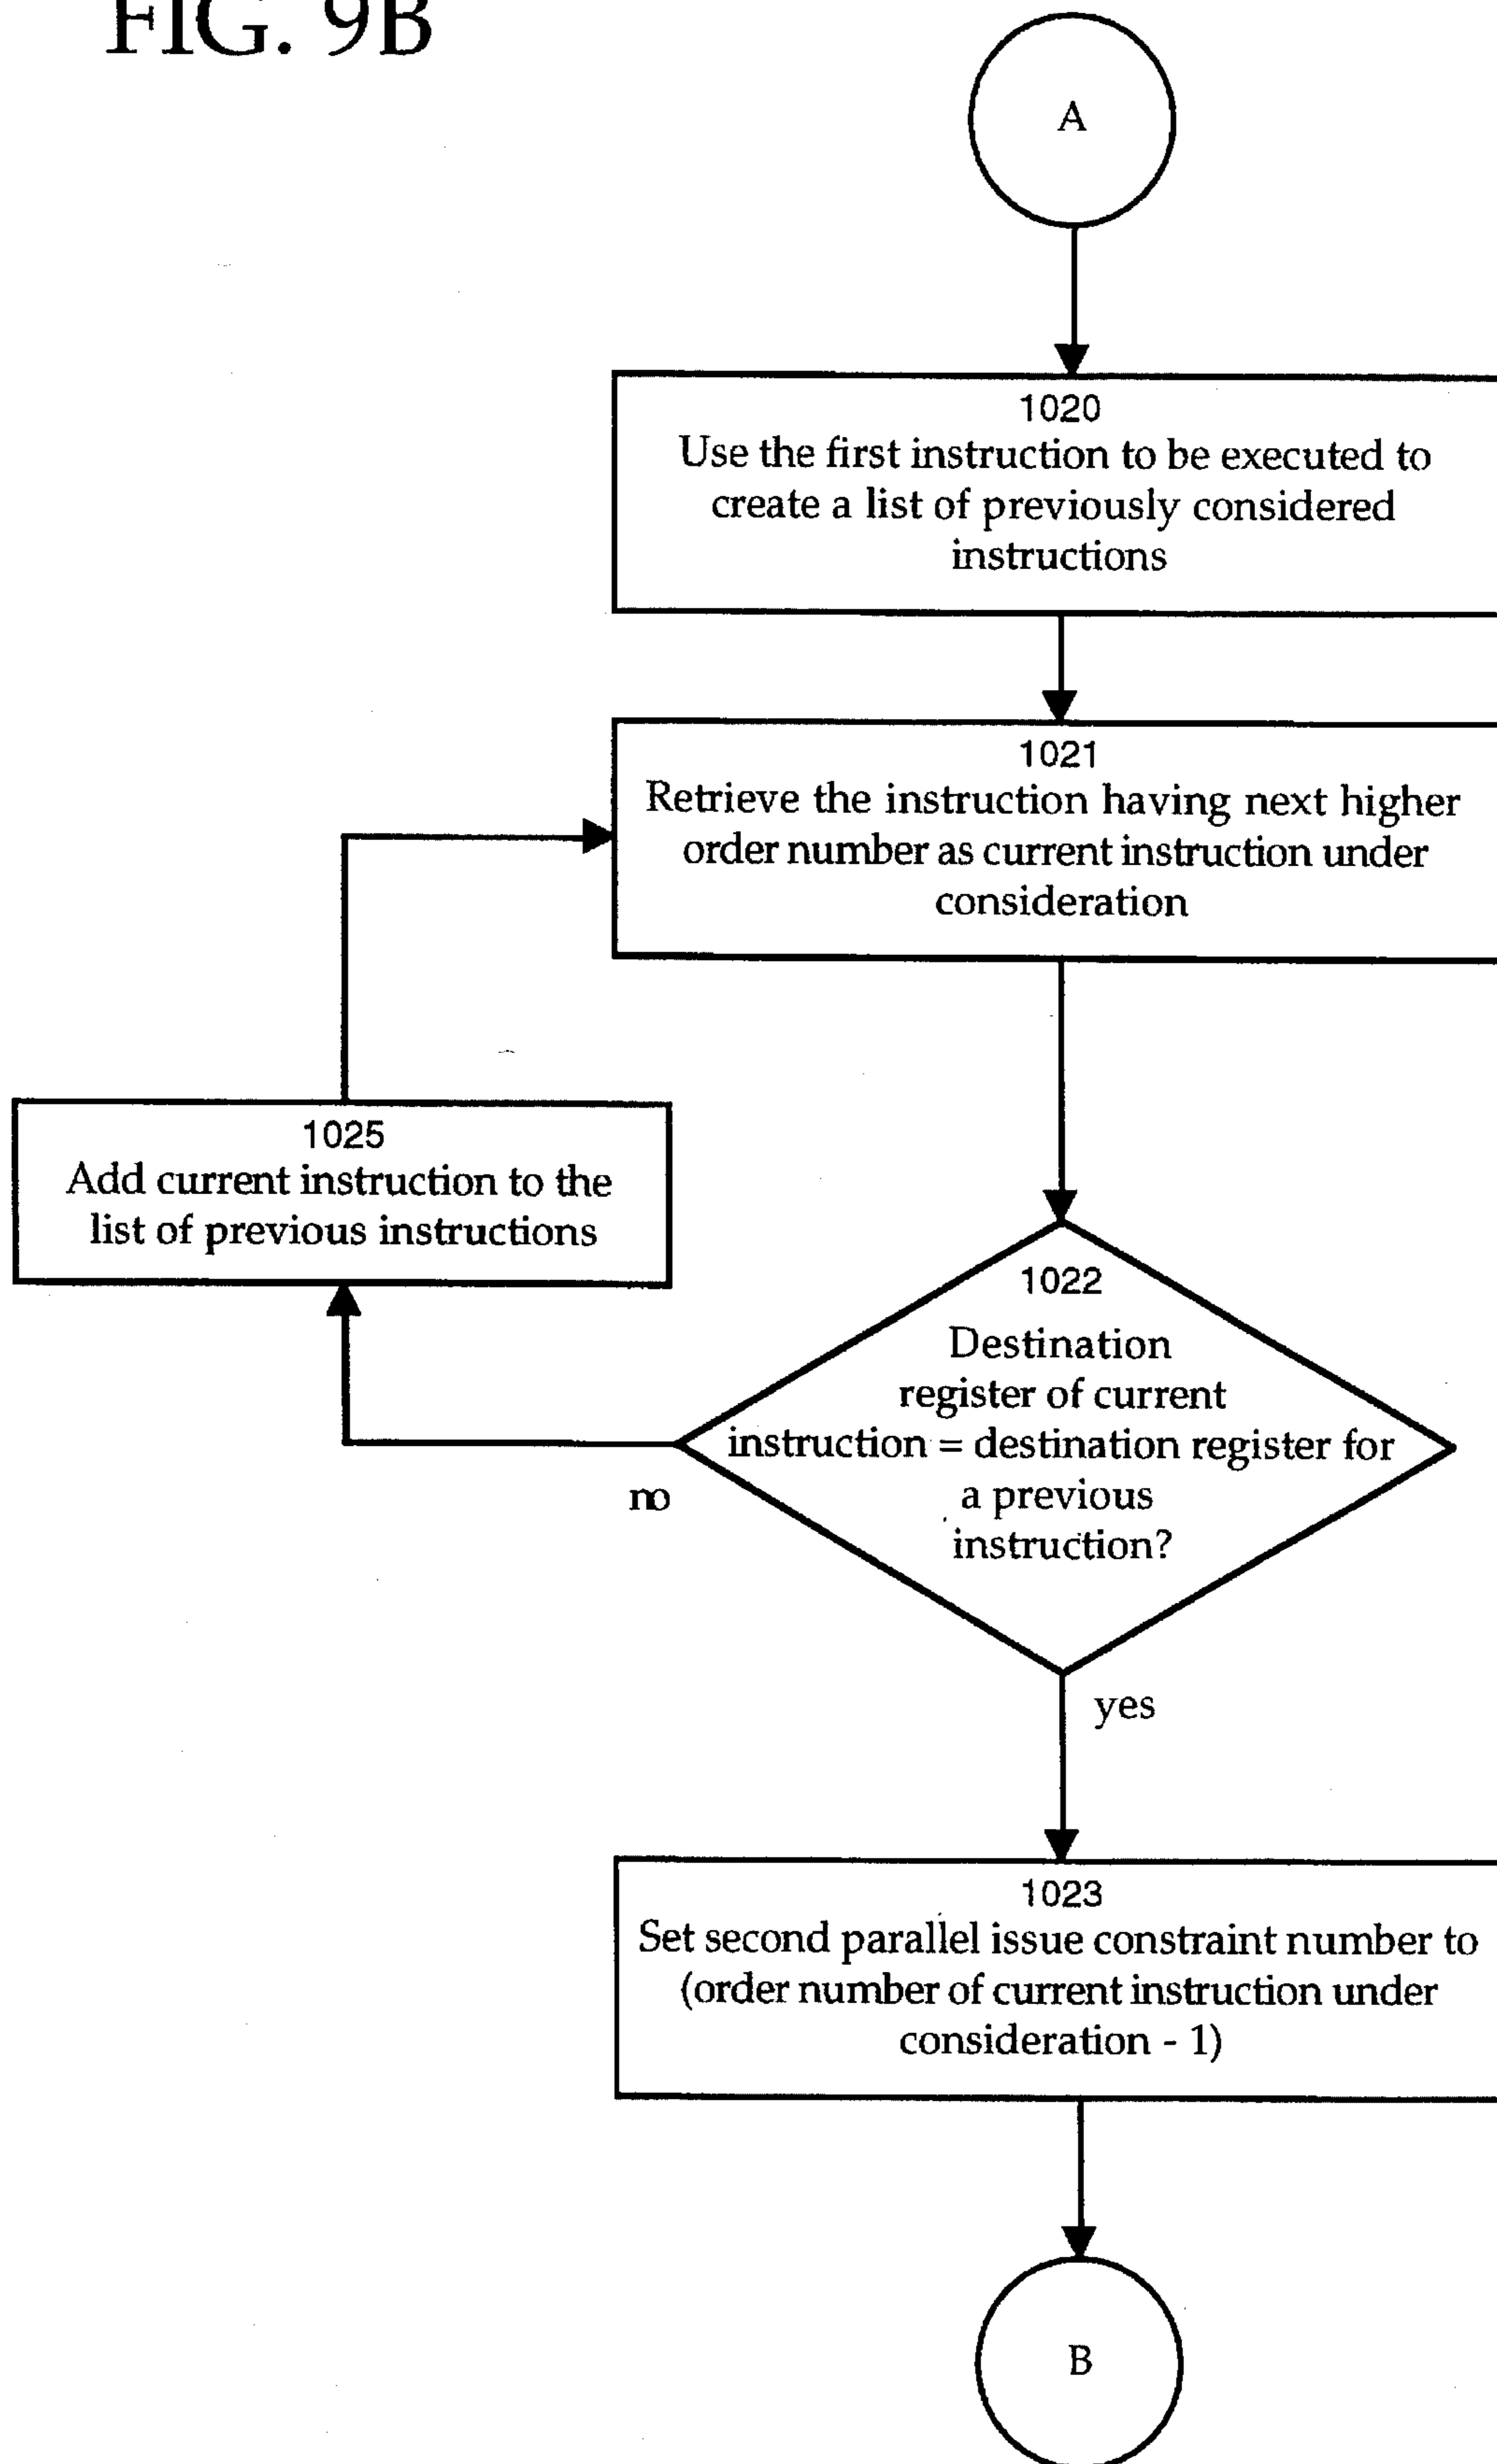 FIG. 9B
A
1020
Use the first instruction to be executed to
create a list of previously considered
instructions
1021
Retrieve the instruction having next higher
order number as current instruction under
consideration
1025
Add current instruction to the
list of previous instructions
1022
Destination
register of current
instruction = destination register for
a previous
instruction?
no
yes
1023
Set second parallel issue constraint number to
(order number of current instruction under
consideration - 1)
B